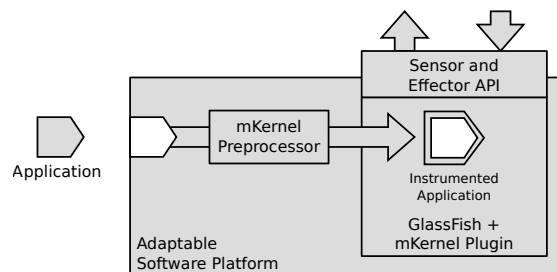 Sensor and
Effector API
mKernel
Preprocessor
Application
Instrumented
Application
GlassFish +
mKernel Plugin
Adaptable
Software Platform